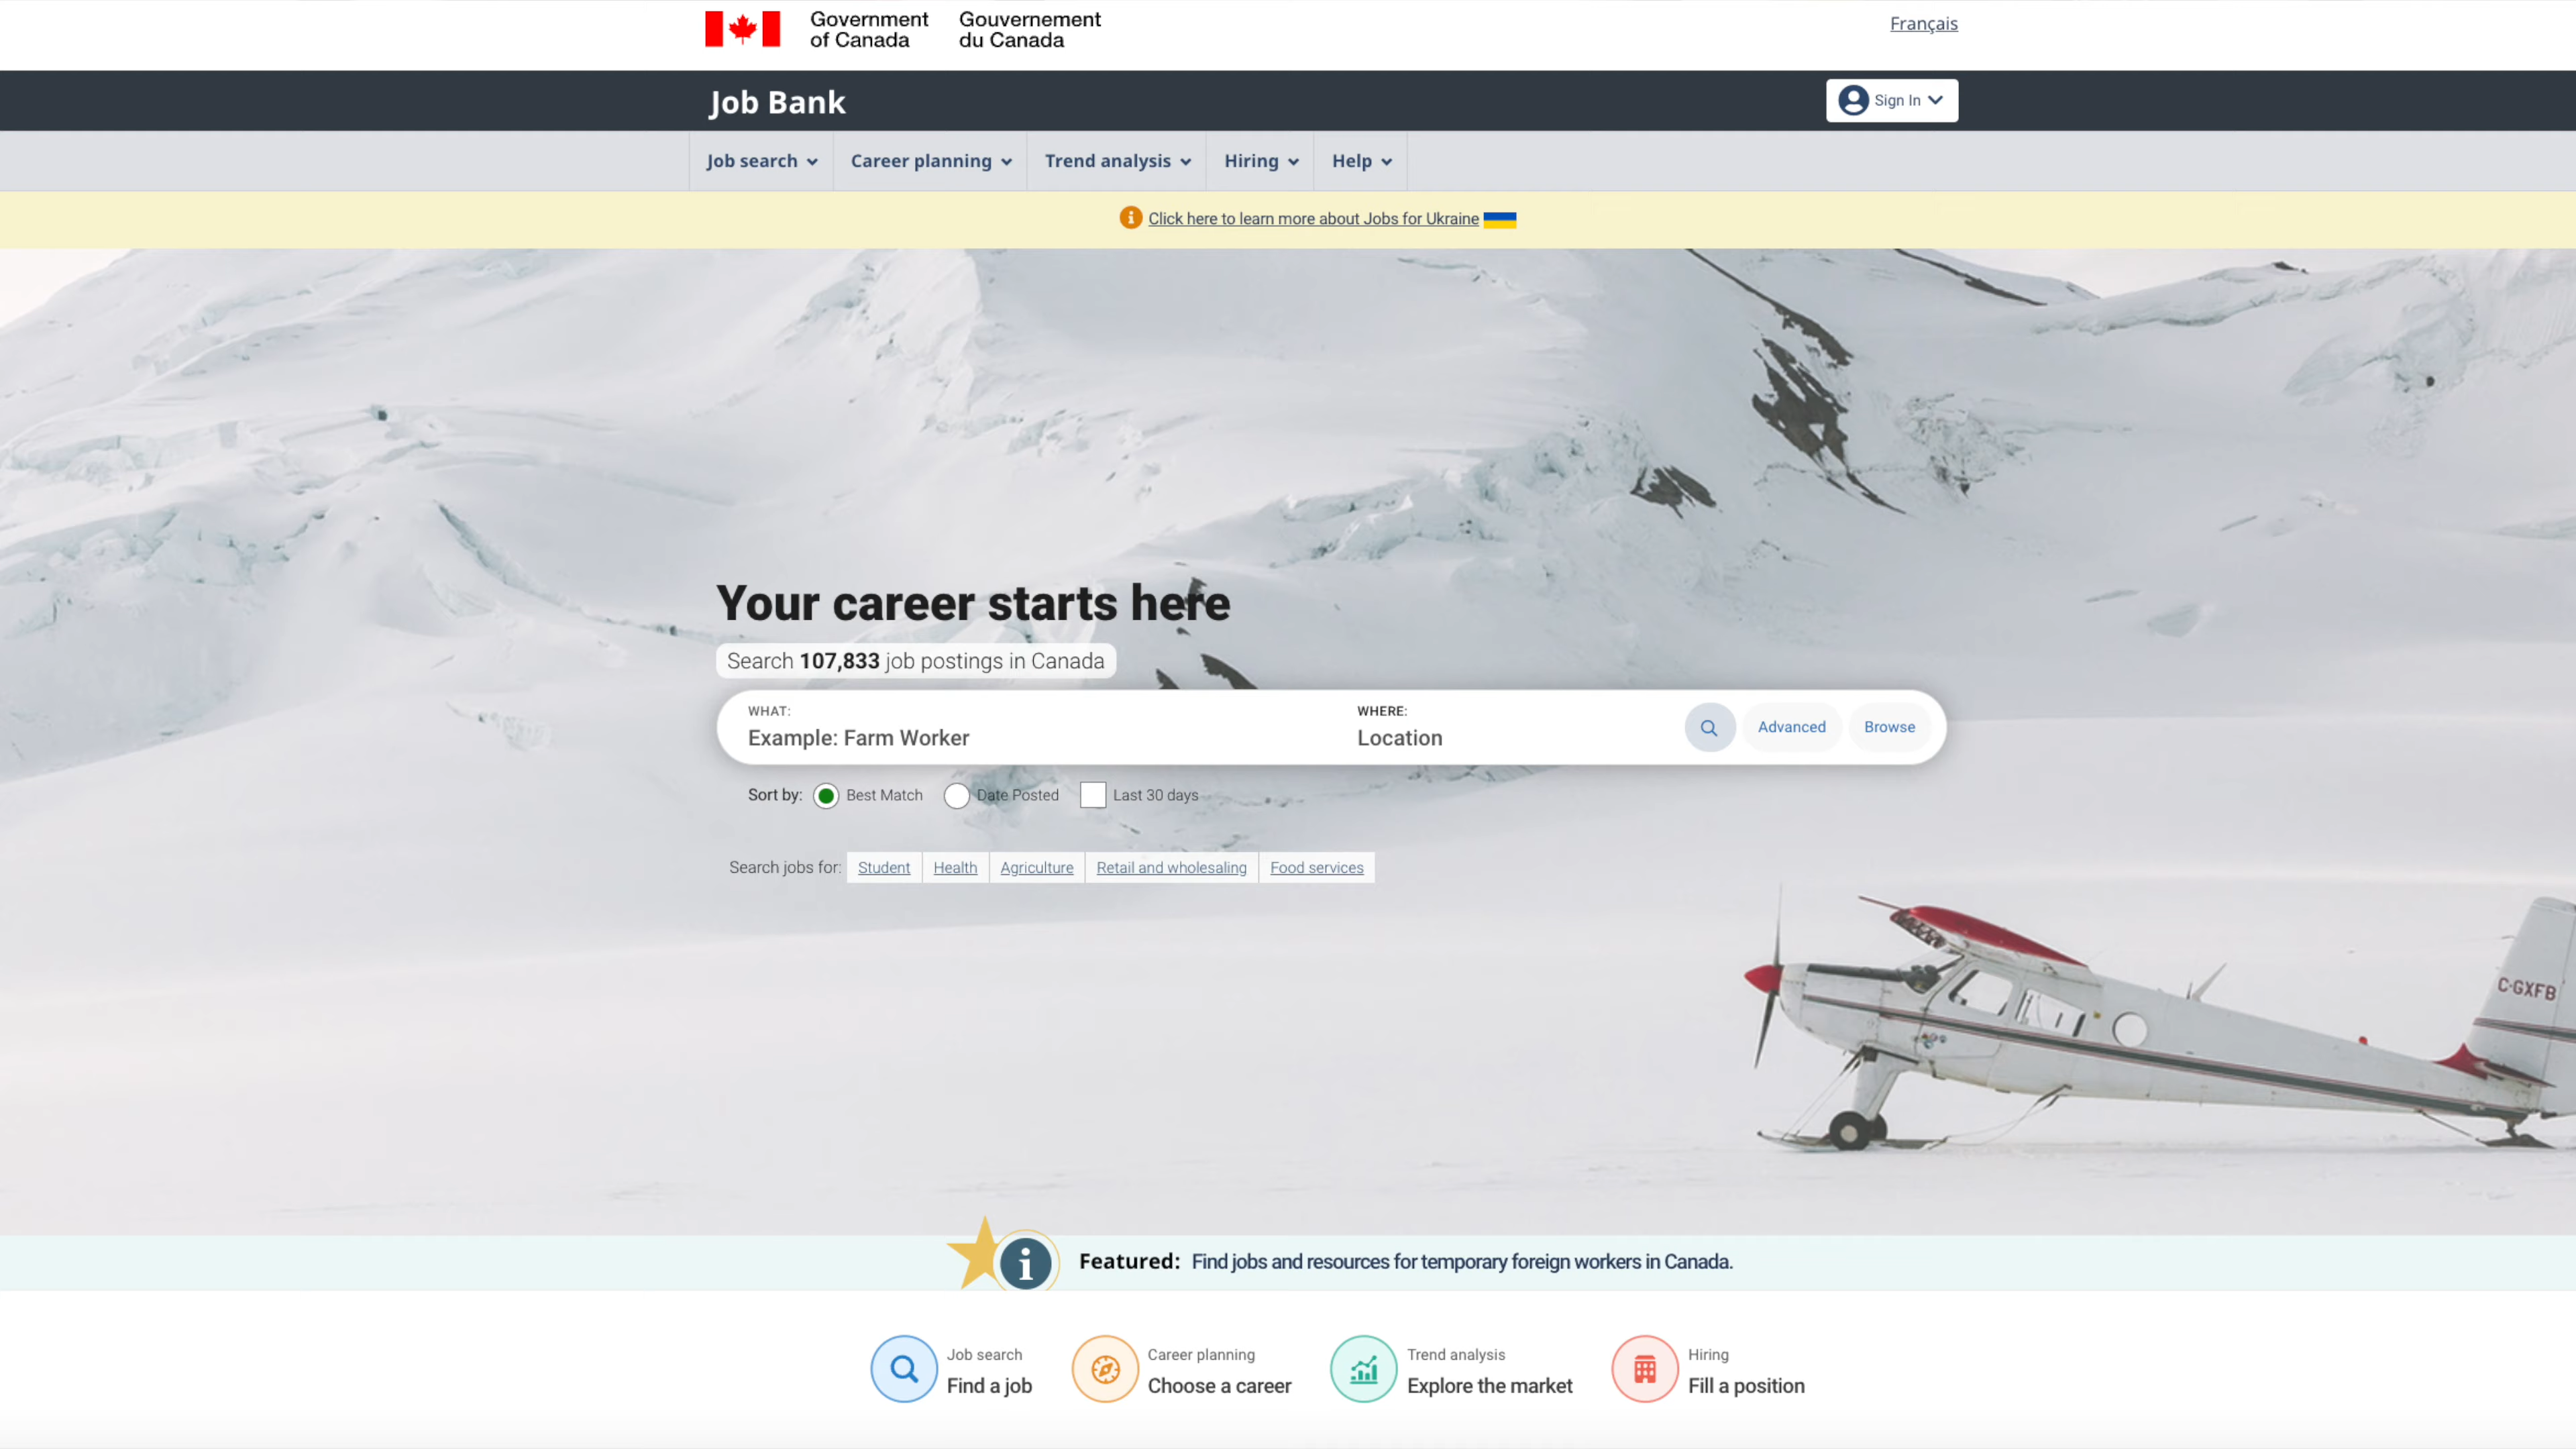 Government of Canada
Gouvernement du Canada
Français
Job Bank
Sign In
Job search
Career planning
Trend analysis
Hiring
Help
Click here to learn more about Jobs for Ukraine
Your career starts here
Search 107,833 job postings in Canada
WHAT:
Example: Farm Worker
WHERE:
Location
Advanced
Browse
Sort by: Best Match Date Posted Last 30 days
Search jobs for: Student Health Agriculture Retail and wholesaling Food services
C-GXFB
Featured: Find jobs and resources for temporary foreign workers in Canada.
Job search
Find a job
Career planning
Choose a career
Trend analysis
Explore the market
Hiring
Fill a position